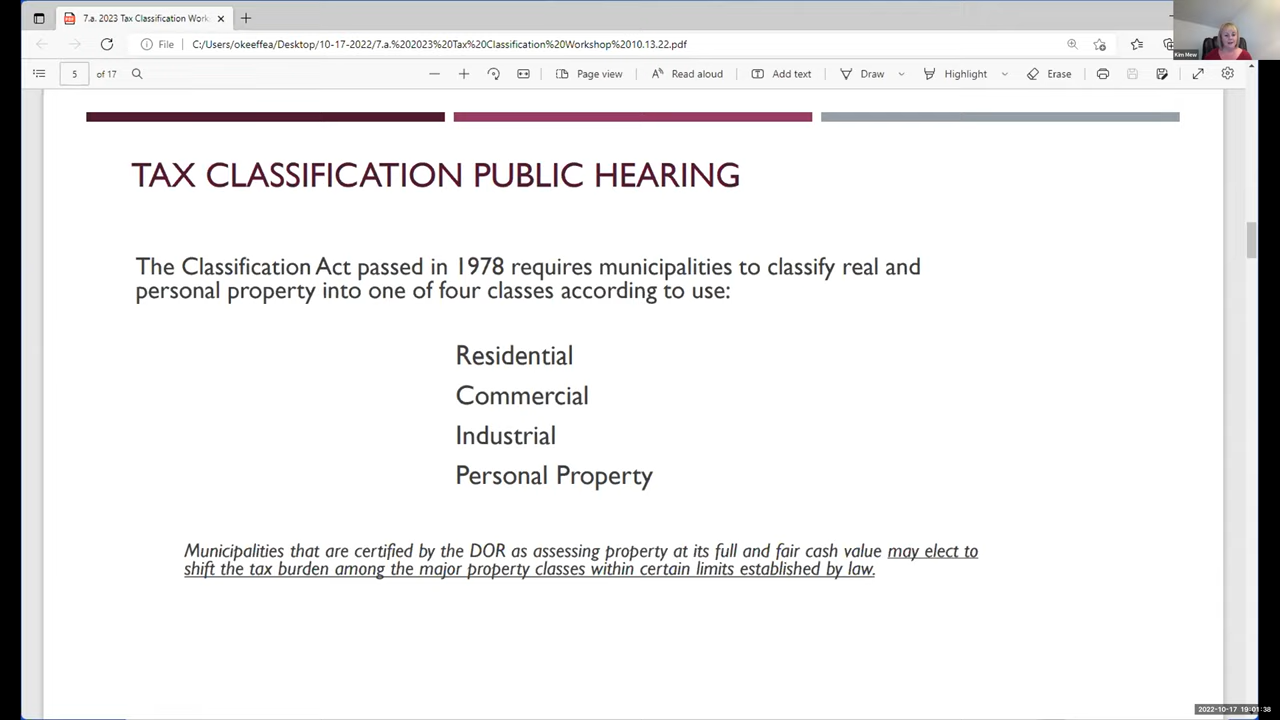 7.a. 2023 Tax Classification Work
File
C:/Users/okeeffea/Desktop/10-17-2022/7.a.%202023%20Tax%20Classification%20Workshop%2010.13.22.pdf
Kim Mew
5 of 17
Page view
Read aloud
Add text
Draw
Highlight
Erase
TAX CLASSIFICATION PUBLIC HEARING
The Classification Act passed in 1978 requires municipalities to classify real and
personal property into one of four classes according to use:
Residential
Commercial
Industrial
Personal Property
Municipalities that are certified by the DOR as assessing property at its full and fair cash value may elect to
shift the tax burden among the major property classes within certain limits established by law.
2022-10-17 19:01:38